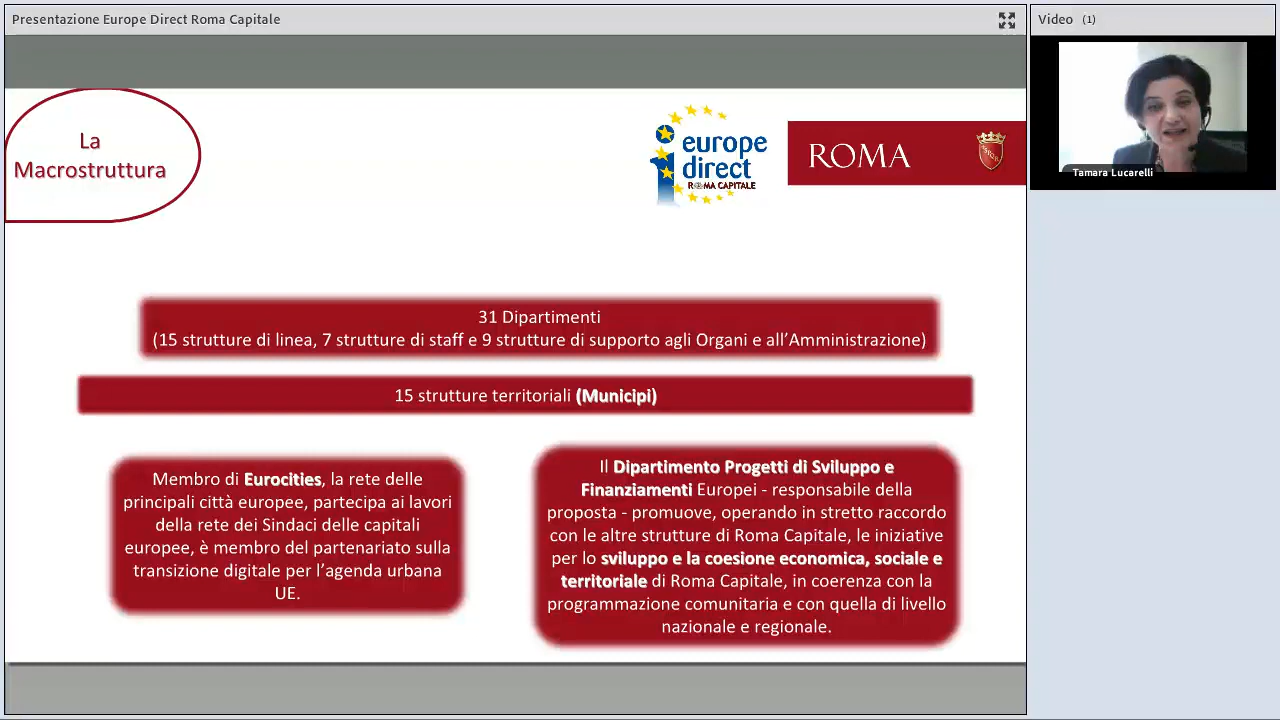 Presentazione Europe Direct Roma Capitale
Video (1)
Tamara Lucarelli
La
Macrostruttura
europe
direct
ROMA CAPITALE
ROMA
SPQR
31 Dipartimenti
(15 strutture di linea, 7 strutture di staff e 9 strutture di supporto agli Organi e all’Amministrazione)
15 strutture territoriali (Municipi)
Membro di Eurocities, la rete delle
principali città europee, partecipa ai lavori
della rete dei Sindaci delle capitali
europee, è membro del partenariato sulla
transizione digitale per l’agenda urbana
UE.
Il Dipartimento Progetti di Sviluppo e
Finanziamenti Europei - responsabile della
proposta - promuove, operando in stretto raccordo
con le altre strutture di Roma Capitale, le iniziative
per lo sviluppo e la coesione economica, sociale e
territoriale di Roma Capitale, in coerenza con la
programmazione comunitaria e con quella di livello
nazionale e regionale.